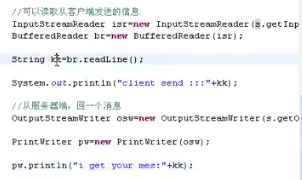 //可以读取从客户端发送的信息
InputStreamReader isr=new InputStreamReader(s.getInp
BufferedReader br=new BufferedReader(isr);
String kk=br.readLine();
System.out.println("client send :::"+kk);
//从服务器端，回一个消息
OutputStreamWriter osw=new OutputStreamWriter(s.getO
PrintWriter pw=new PrintWriter(osw);
pw.println("i get your mes:"+kk);